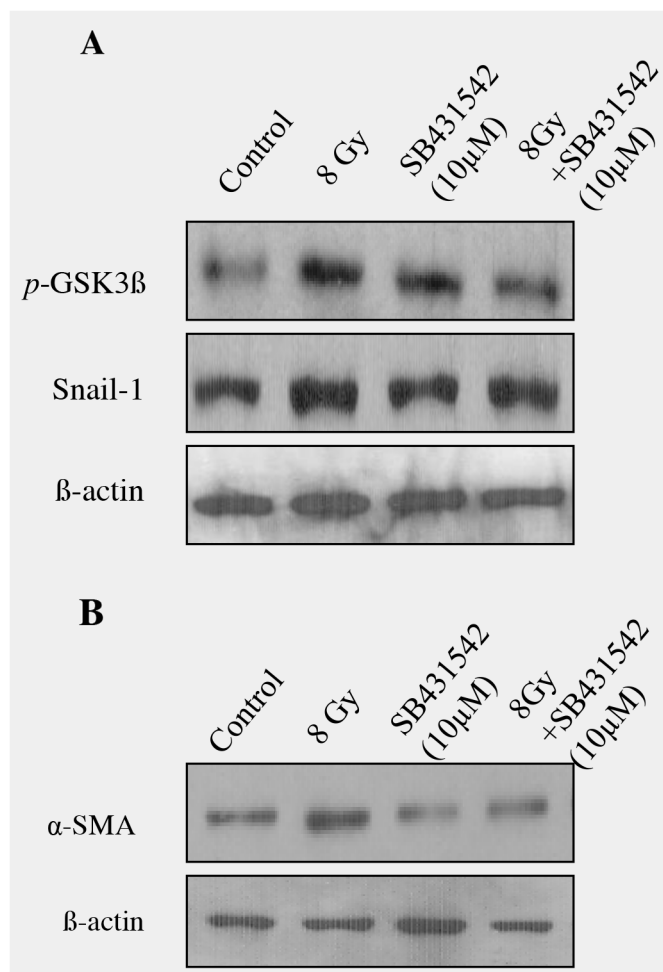 A
Control
8 Gy
SB431542
(10µM)
8Gy
+SB431542
(10µM)
p-GSK3ß
Snail-1
ß-actin
B
Control
8 Gy
SB431542
(10µM)
8Gy
+SB431542
(10µM)
α-SMA
ß-actin